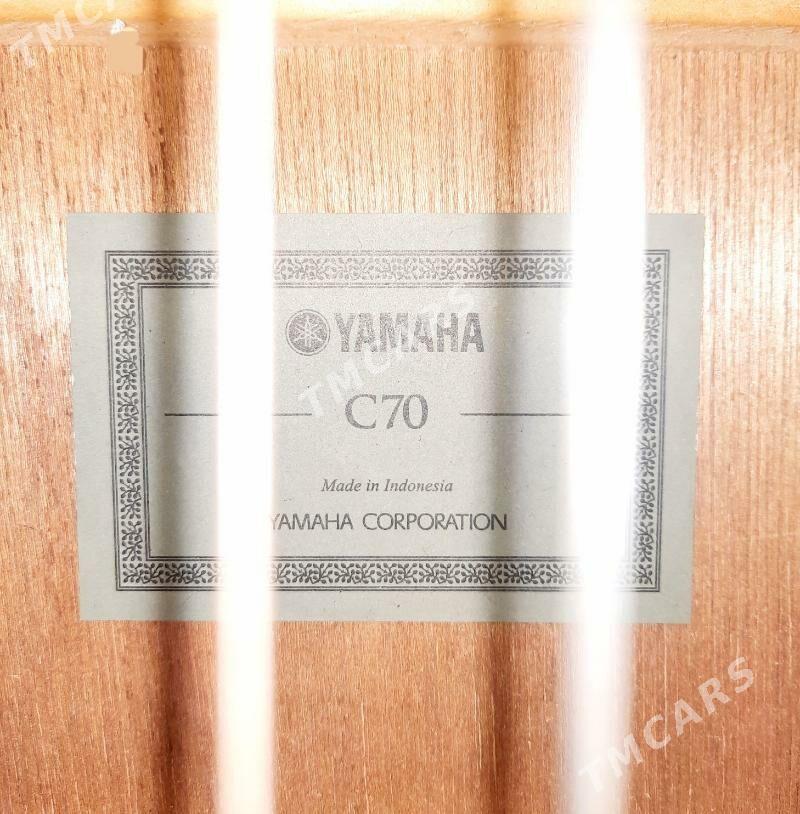 TMCARS
YAMAHA
TMCARS
C70
Made in Indonesia
YAMAHA CORPORATION
TMCARS